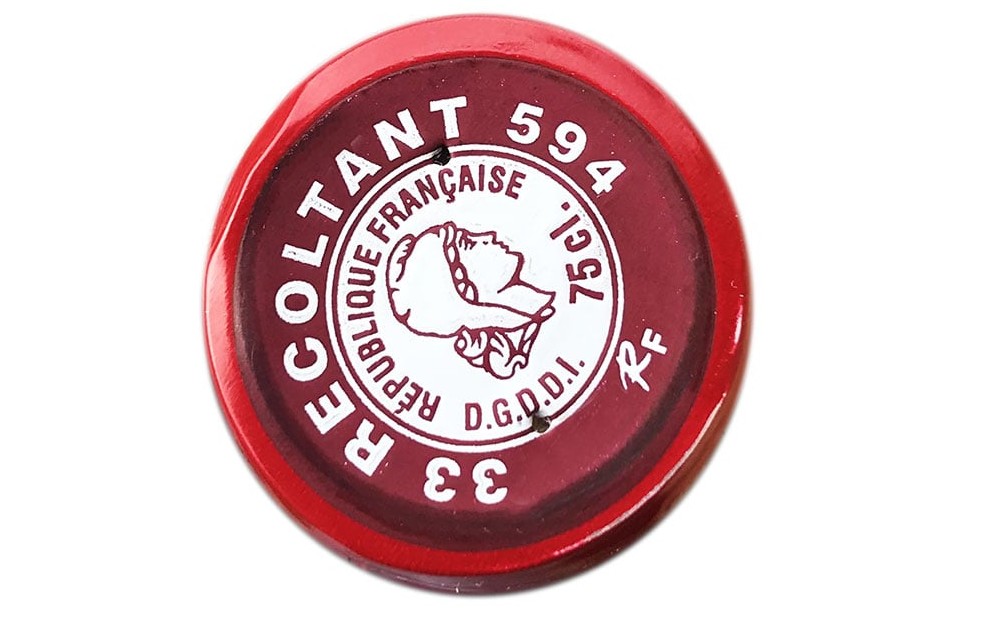 33 RECOLTANT 594
RF
RÉPUBLIQUE FRANÇAISE
75Cl.
D.G.D.D.I.